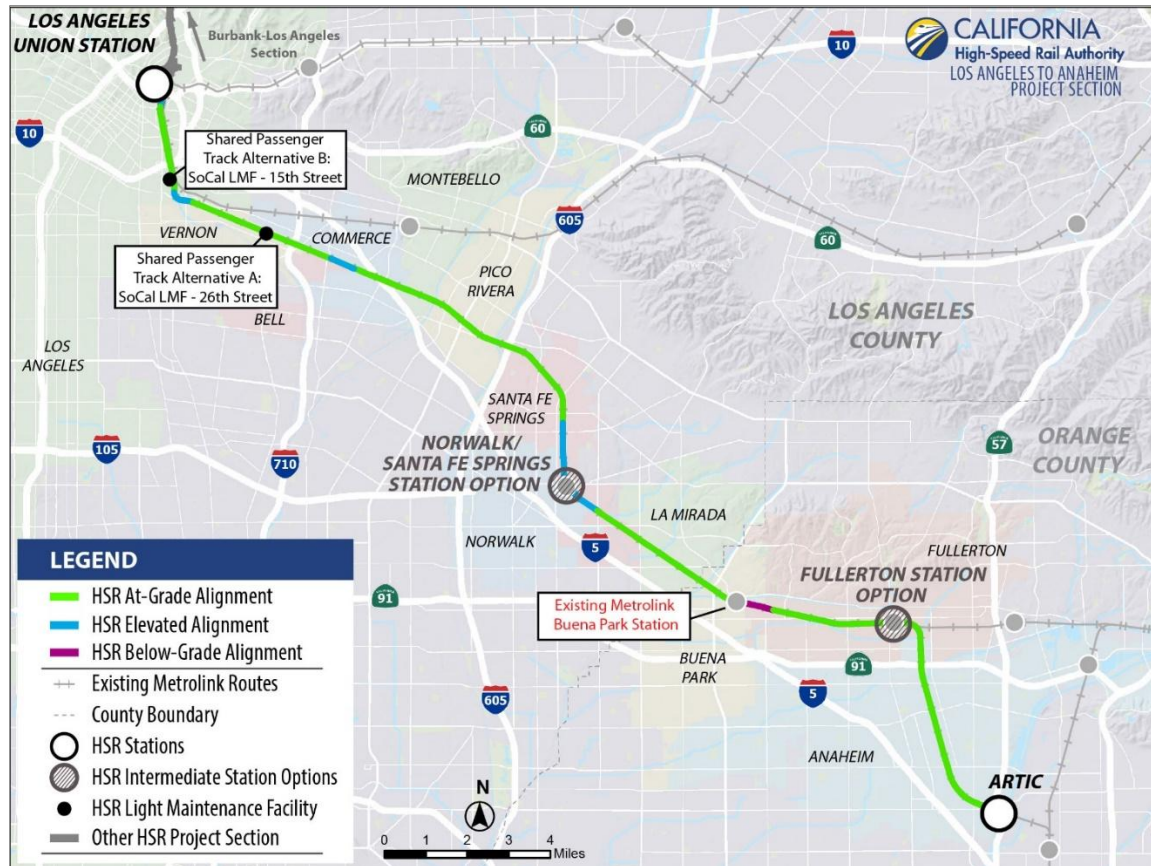 LOS ANGELES
UNION STATION
Burbank-Los Angeles
Section
CALIFORNIA
High-Speed Rail Authority
LOS ANGELES TO ANAHEIM
PROJECT SECTION
10
10
60
Shared Passenger
Track Alternative B:
SoCal LMF - 15th Street
MONTEBELLO
605
60
VERNON
COMMERCE
Shared Passenger
Track Alternative A:
SoCal LMF - 26th Street
PICO
RIVERA
BELL
LOS ANGELES
COUNTY
LOS
ANGELES
SANTA FE
SPRINGS
105
710
57
ORANGE
COUNTY
NORWALK/
SANTA FE SPRINGS
STATION OPTION
LA MIRADA
NORWALK
5
FULLERTON
FULLERTON STATION
OPTION
91
Existing Metrolink
Buena Park Station
BUENA
PARK
91
605
5
ANAHEIM
ARTIC
LEGEND
HSR At-Grade Alignment
HSR Elevated Alignment
HSR Below-Grade Alignment
Existing Metrolink Routes
County Boundary
HSR Stations
HSR Intermediate Station Options
HSR Light Maintenance Facility
Other HSR Project Section
N
0 1 2 3 4
Miles